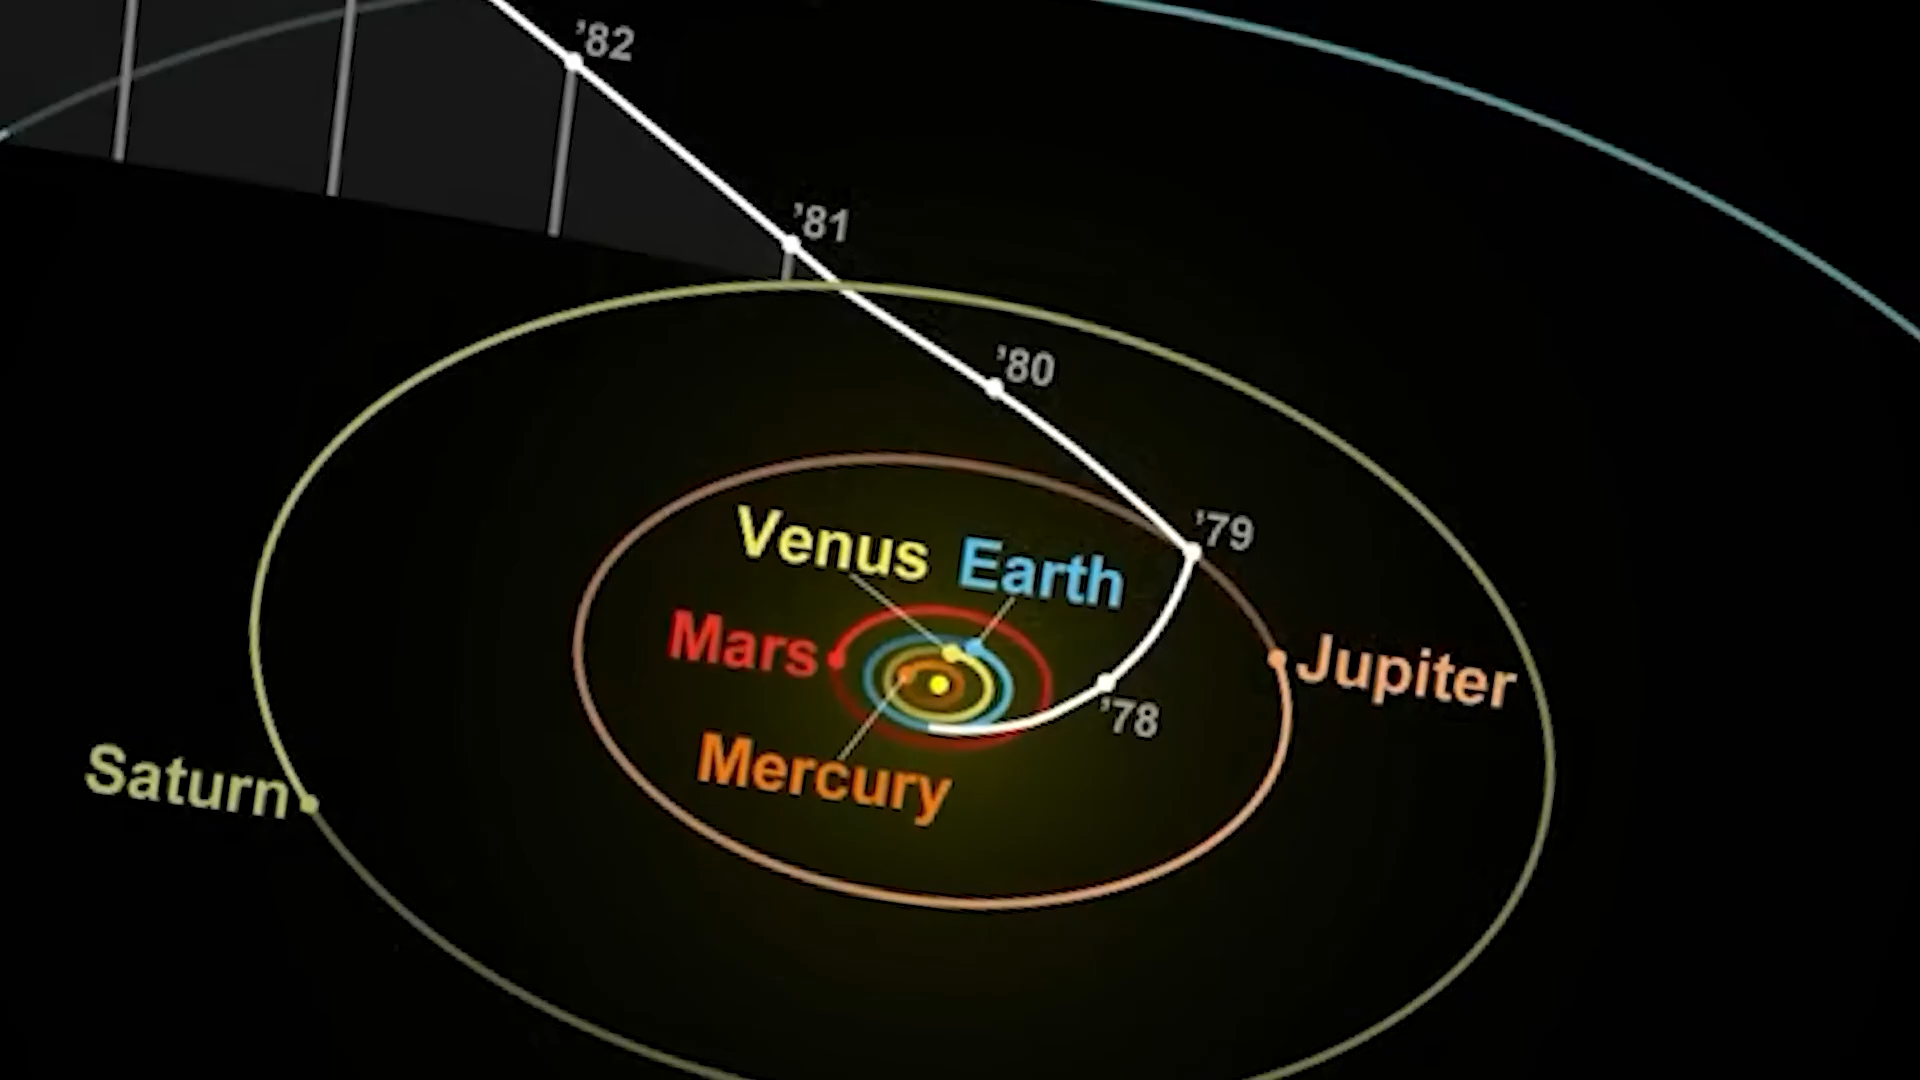 ’82
’81
’80
’79
Venus
Earth
Mars
Jupiter
’78
Mercury
Saturn